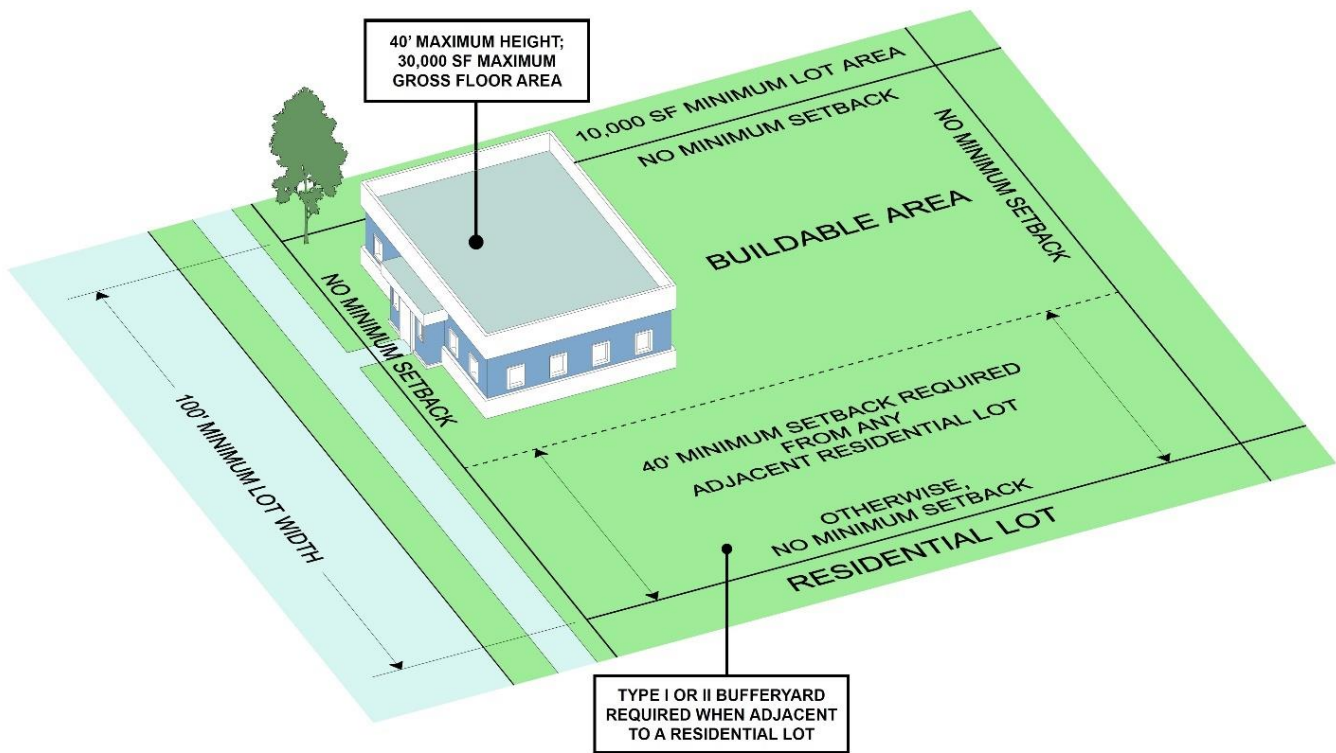 40' MAXIMUM HEIGHT;
30,000 SF MAXIMUM
GROSS FLOOR AREA
10,000 SF MINIMUM LOT AREA
NO MINIMUM SETBACK
NO MINIMUM SETBACK
BUILDABLE AREA
NO MINIMUM SETBACK
100' MINIMUM LOT WIDTH
40' MINIMUM SETBACK REQUIRED
FROM ANY
ADJACENT RESIDENTIAL LOT
OTHERWISE,
NO MINIMUM SETBACK
RESIDENTIAL LOT
TYPE I OR II BUFFERYARD
REQUIRED WHEN ADJACENT
TO A RESIDENTIAL LOT